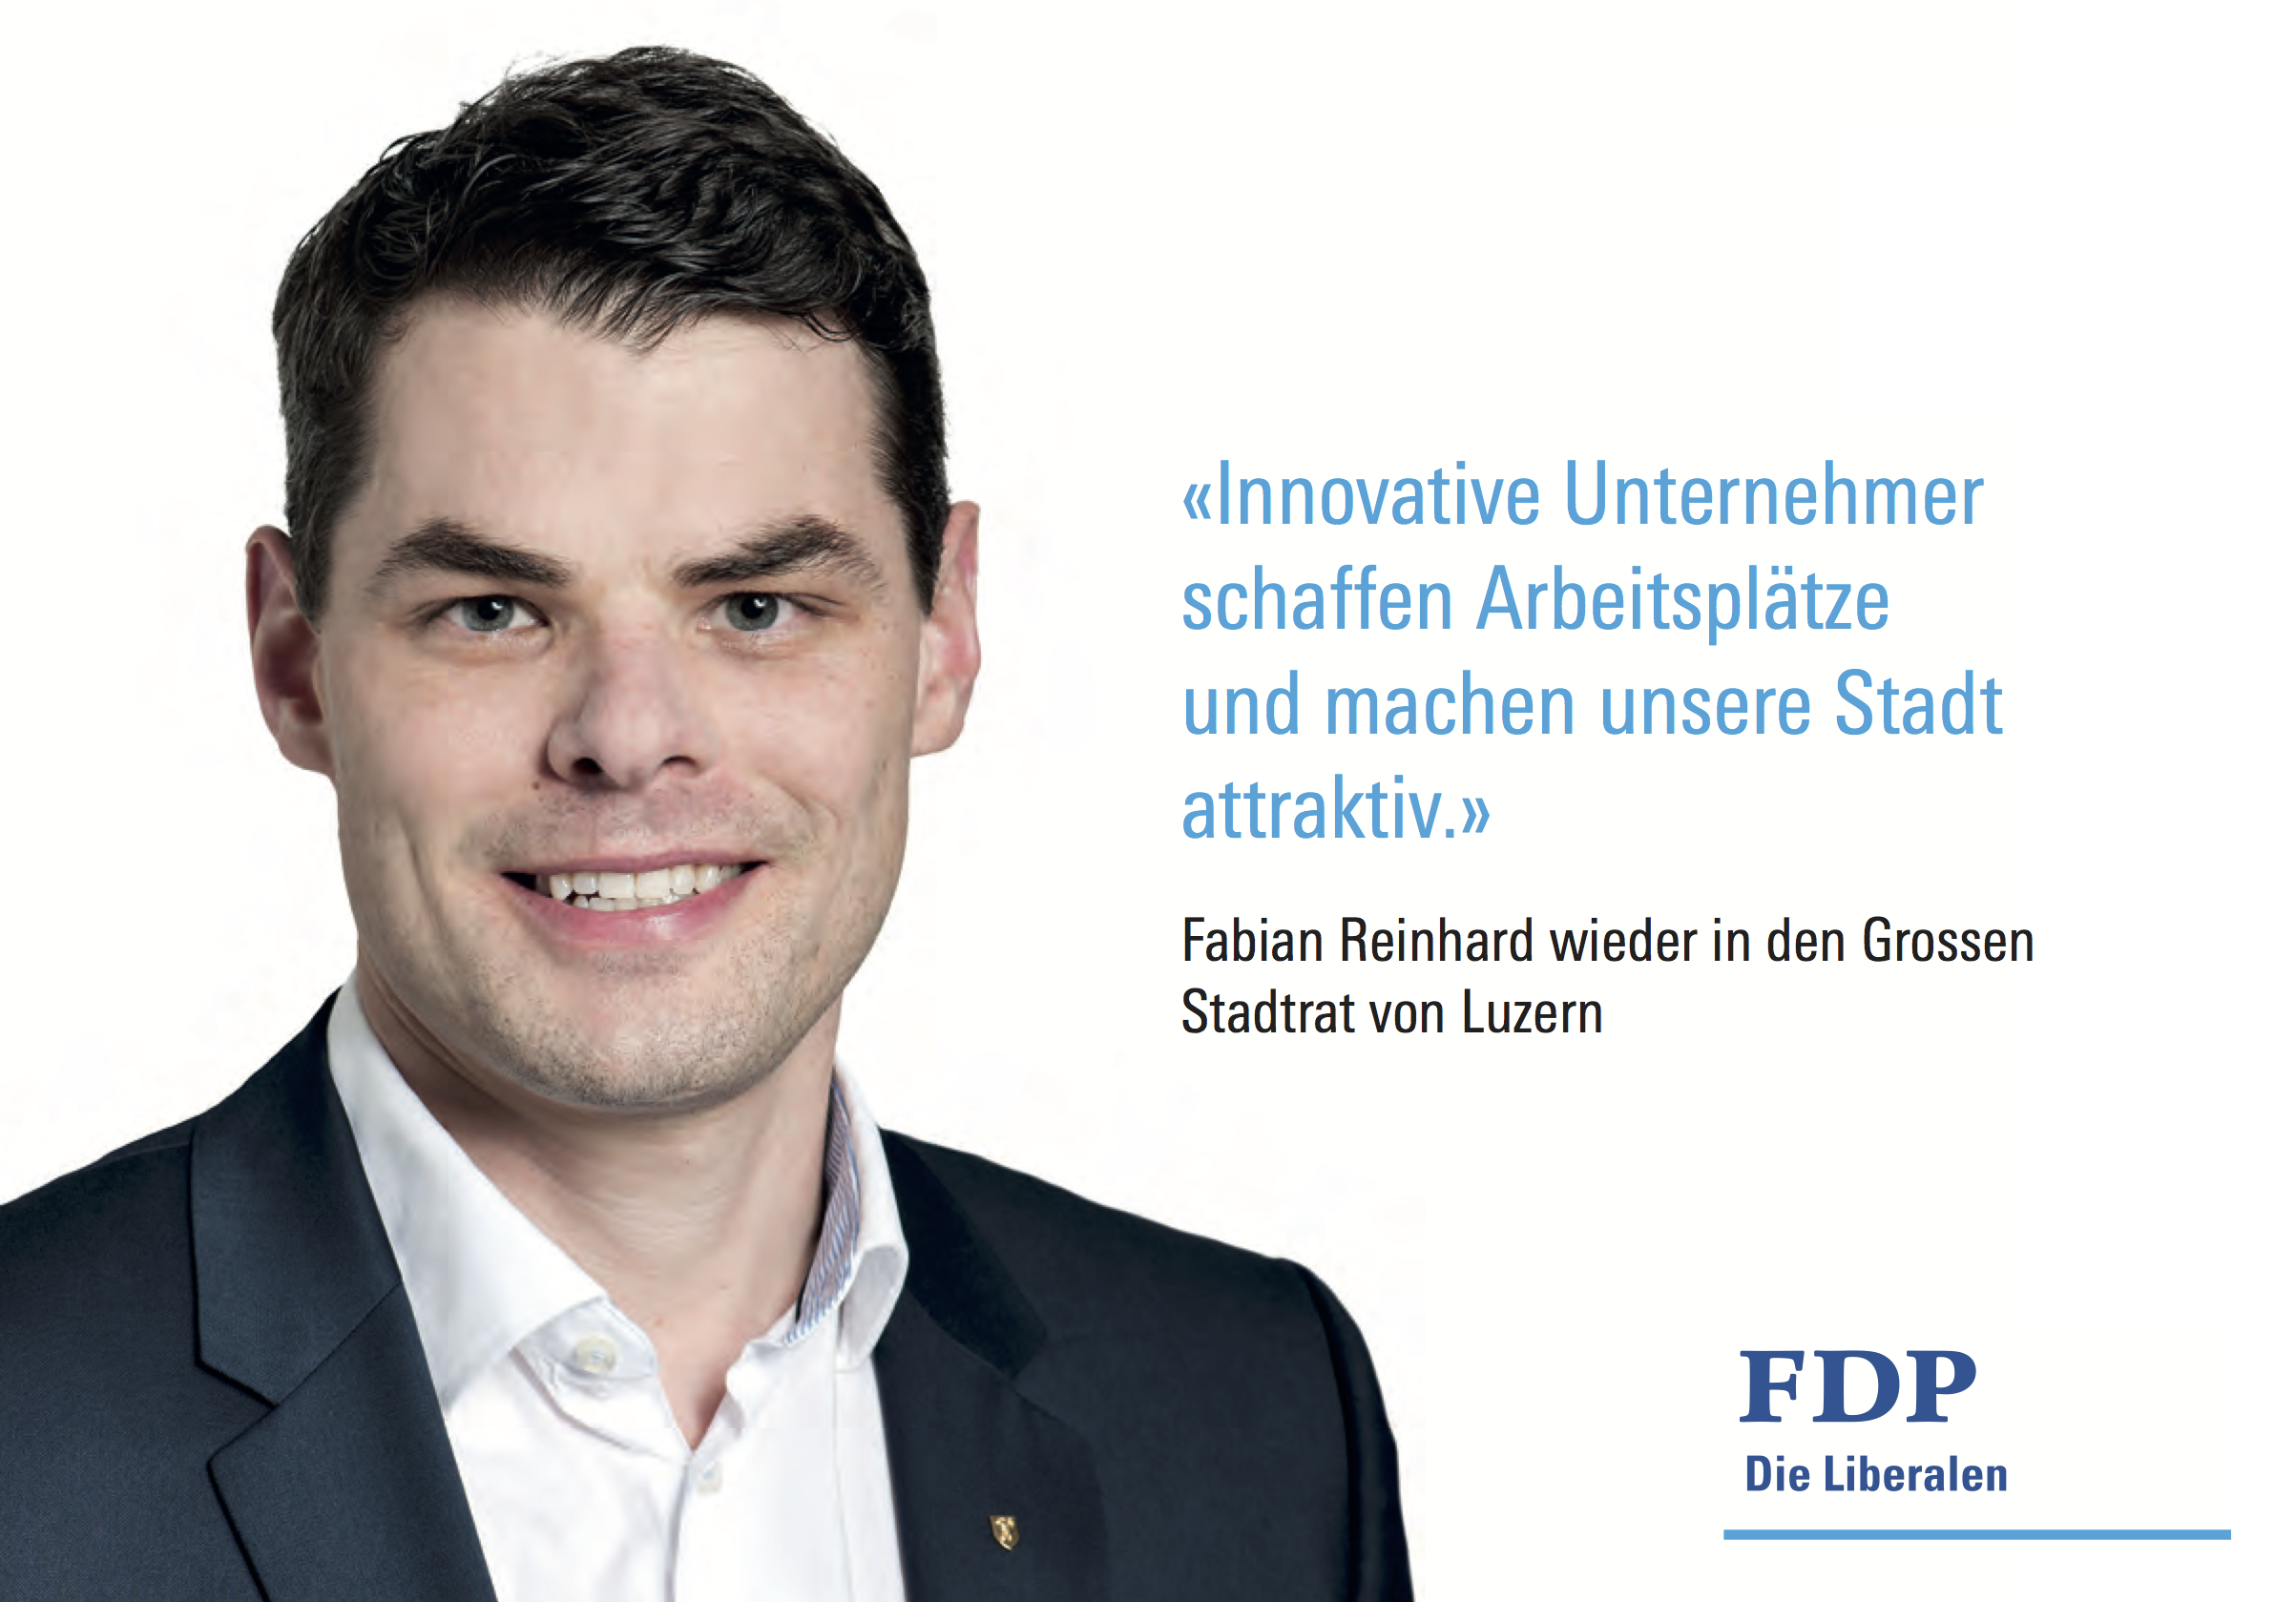 «Innovative Unternehmer
schaffen Arbeitsplätze
und machen unsere Stadt
attraktiv.»
Fabian Reinhard wieder in den Grossen
Stadtrat von Luzern
FDP
Die Liberalen